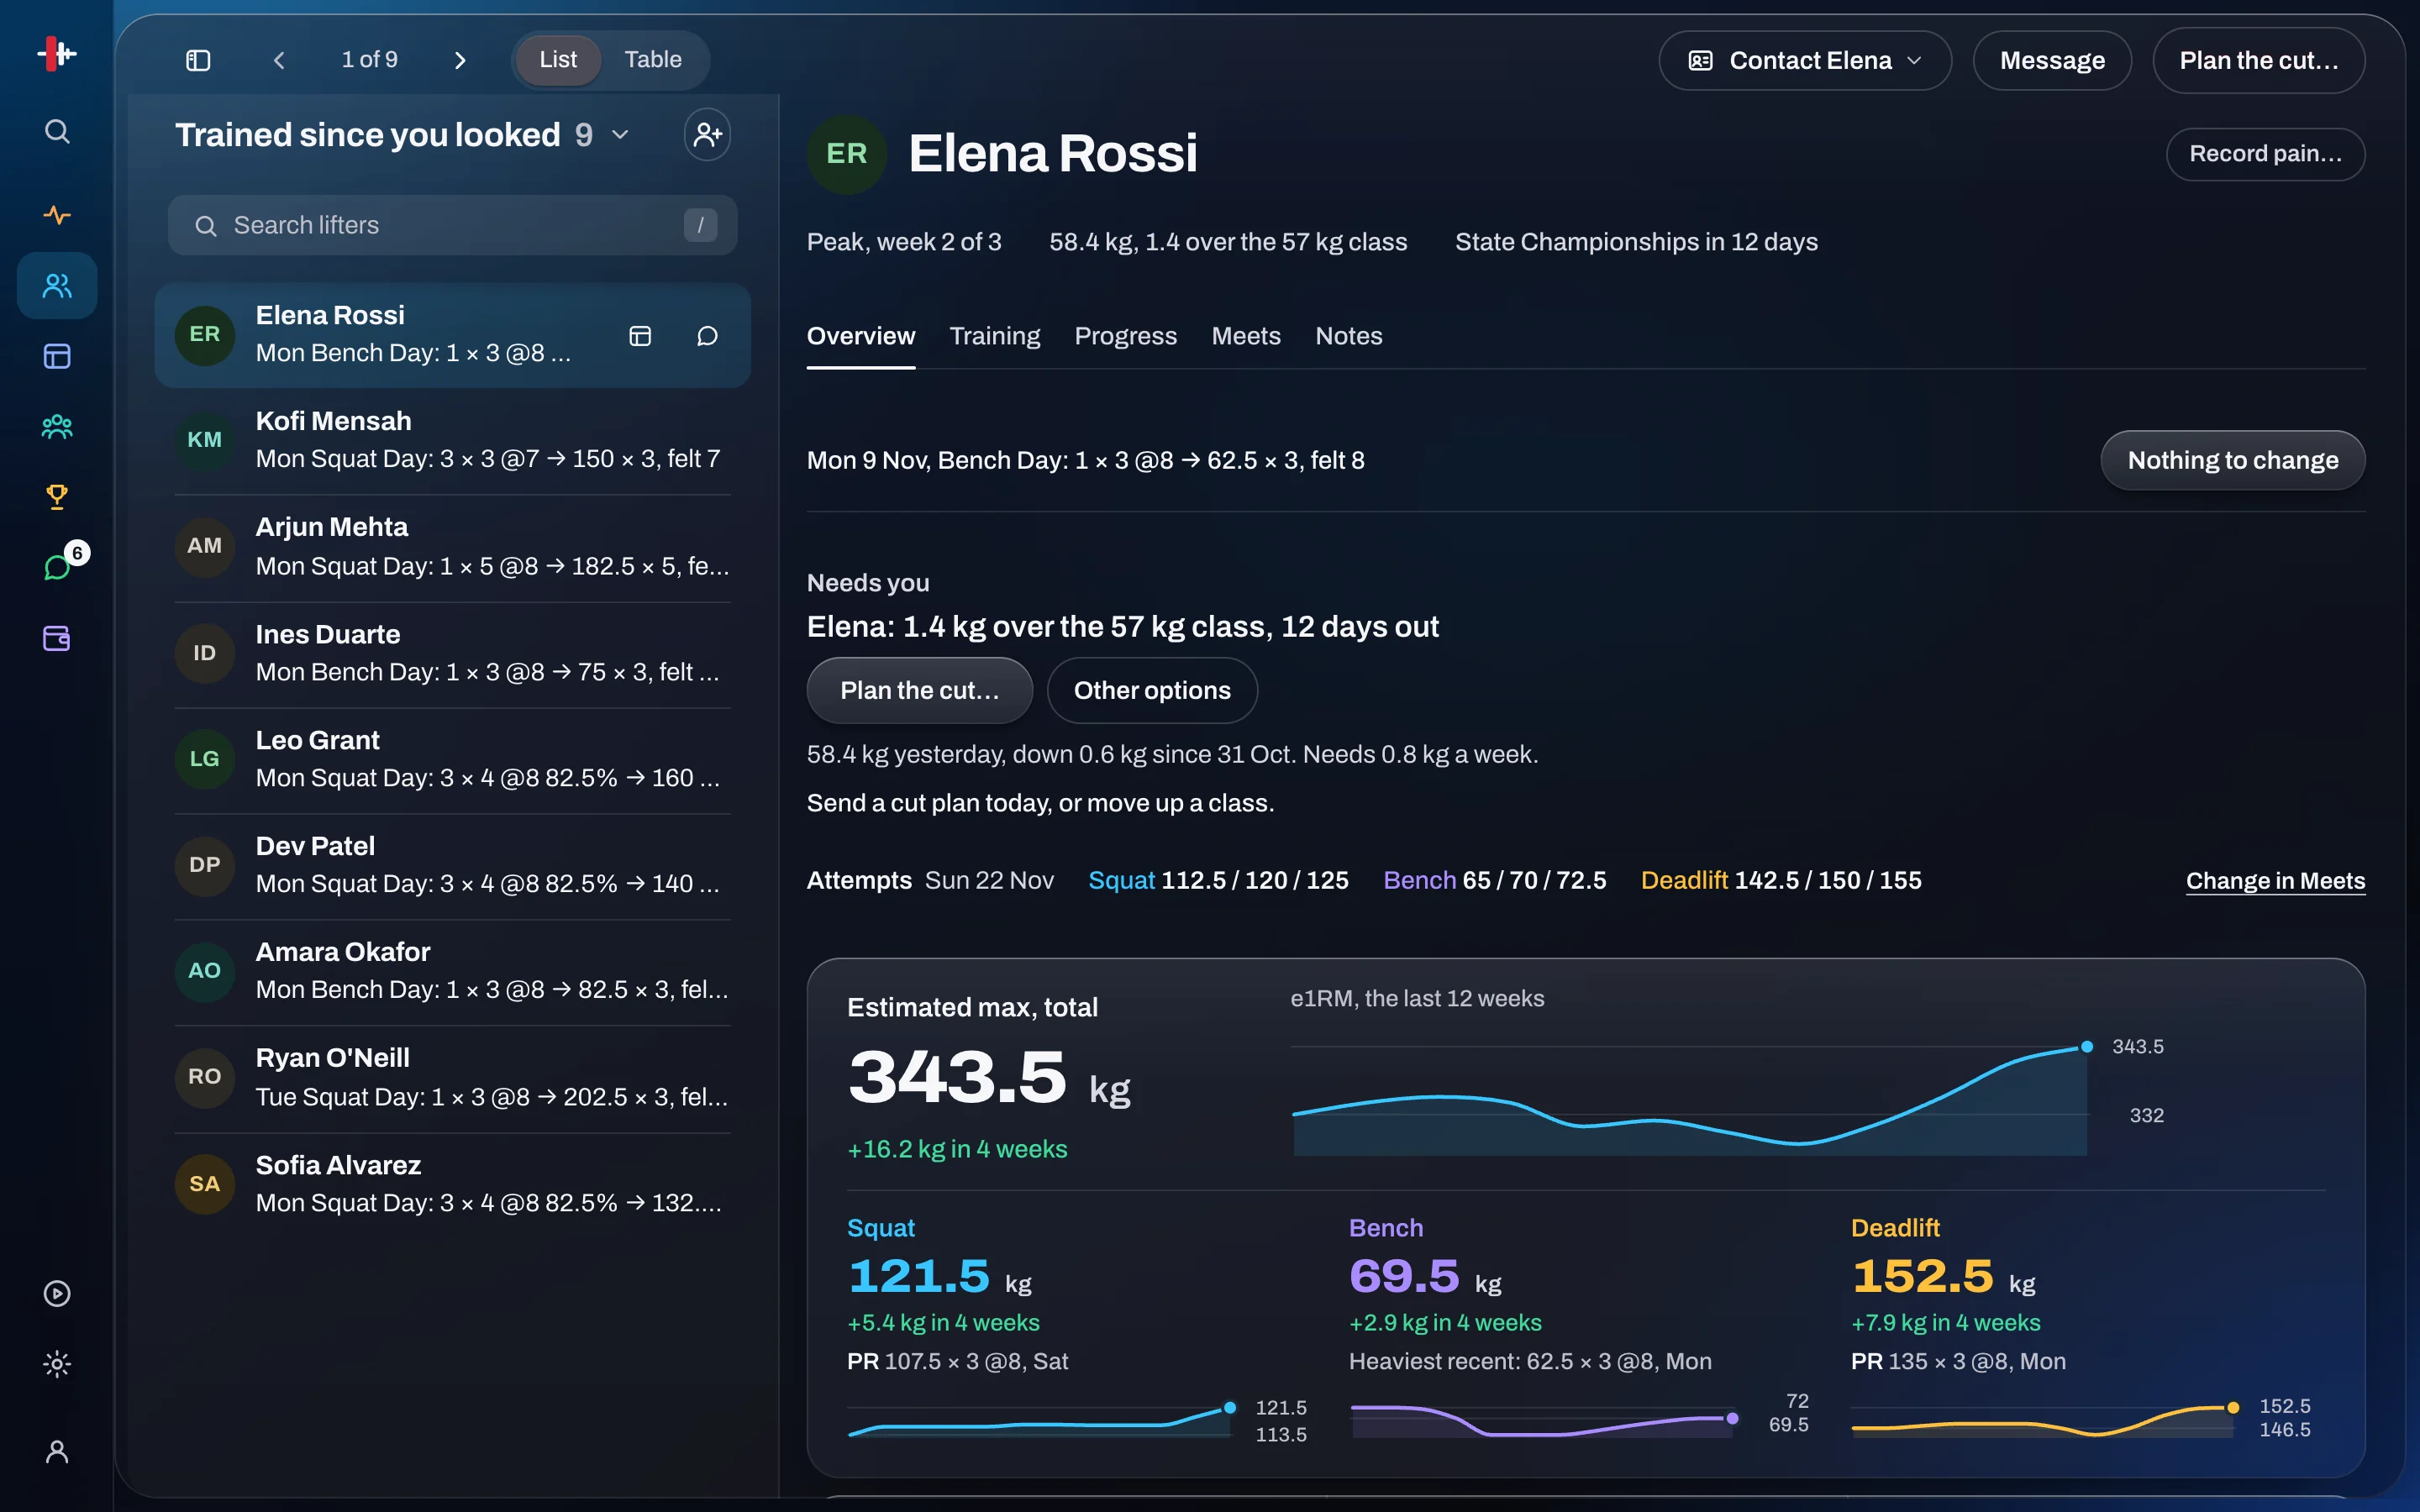 1 of 9
List
Table
Contact Elena
Message
Plan the cut…
Trained since you looked 9
Search lifters
/
ER
Elena Rossi
Mon Bench Day: 1 × 3 @8 …
KM
Kofi Mensah
Mon Squat Day: 3 × 3 @7 → 150 × 3, felt 7
AM
Arjun Mehta
Mon Squat Day: 1 × 5 @8 → 182.5 × 5, fe…
ID
Ines Duarte
Mon Bench Day: 1 × 3 @8 → 75 × 3, felt …
LG
Leo Grant
Mon Squat Day: 3 × 4 @8 82.5% → 160 …
DP
Dev Patel
Mon Squat Day: 3 × 4 @8 82.5% → 140 …
AO
Amara Okafor
Mon Bench Day: 1 × 3 @8 → 82.5 × 3, fel…
RO
Ryan O'Neill
Tue Squat Day: 1 × 3 @8 → 202.5 × 3, fel…
SA
Sofia Alvarez
Mon Squat Day: 3 × 4 @8 82.5% → 132.…
6
ER
Elena Rossi
Record pain…
Peak, week 2 of 3
58.4 kg, 1.4 over the 57 kg class
State Championships in 12 days
Overview
Training
Progress
Meets
Notes
Mon 9 Nov, Bench Day: 1 × 3 @8 → 62.5 × 3, felt 8
Nothing to change
Needs you
Elena: 1.4 kg over the 57 kg class, 12 days out
Plan the cut…
Other options
58.4 kg yesterday, down 0.6 kg since 31 Oct. Needs 0.8 kg a week.
Send a cut plan today, or move up a class.
Attempts Sun 22 Nov Squat 112.5 / 120 / 125 Bench 65 / 70 / 72.5 Deadlift 142.5 / 150 / 155
Change in Meets
Estimated max, total
343.5 kg
+16.2 kg in 4 weeks
e1RM, the last 12 weeks
343.5
332
Squat
121.5 kg
+5.4 kg in 4 weeks
PR 107.5 × 3 @8, Sat
121.5
113.5
Bench
69.5 kg
+2.9 kg in 4 weeks
Heaviest recent: 62.5 × 3 @8, Mon
72
69.5
Deadlift
152.5 kg
+7.9 kg in 4 weeks
PR 135 × 3 @8, Mon
152.5
146.5